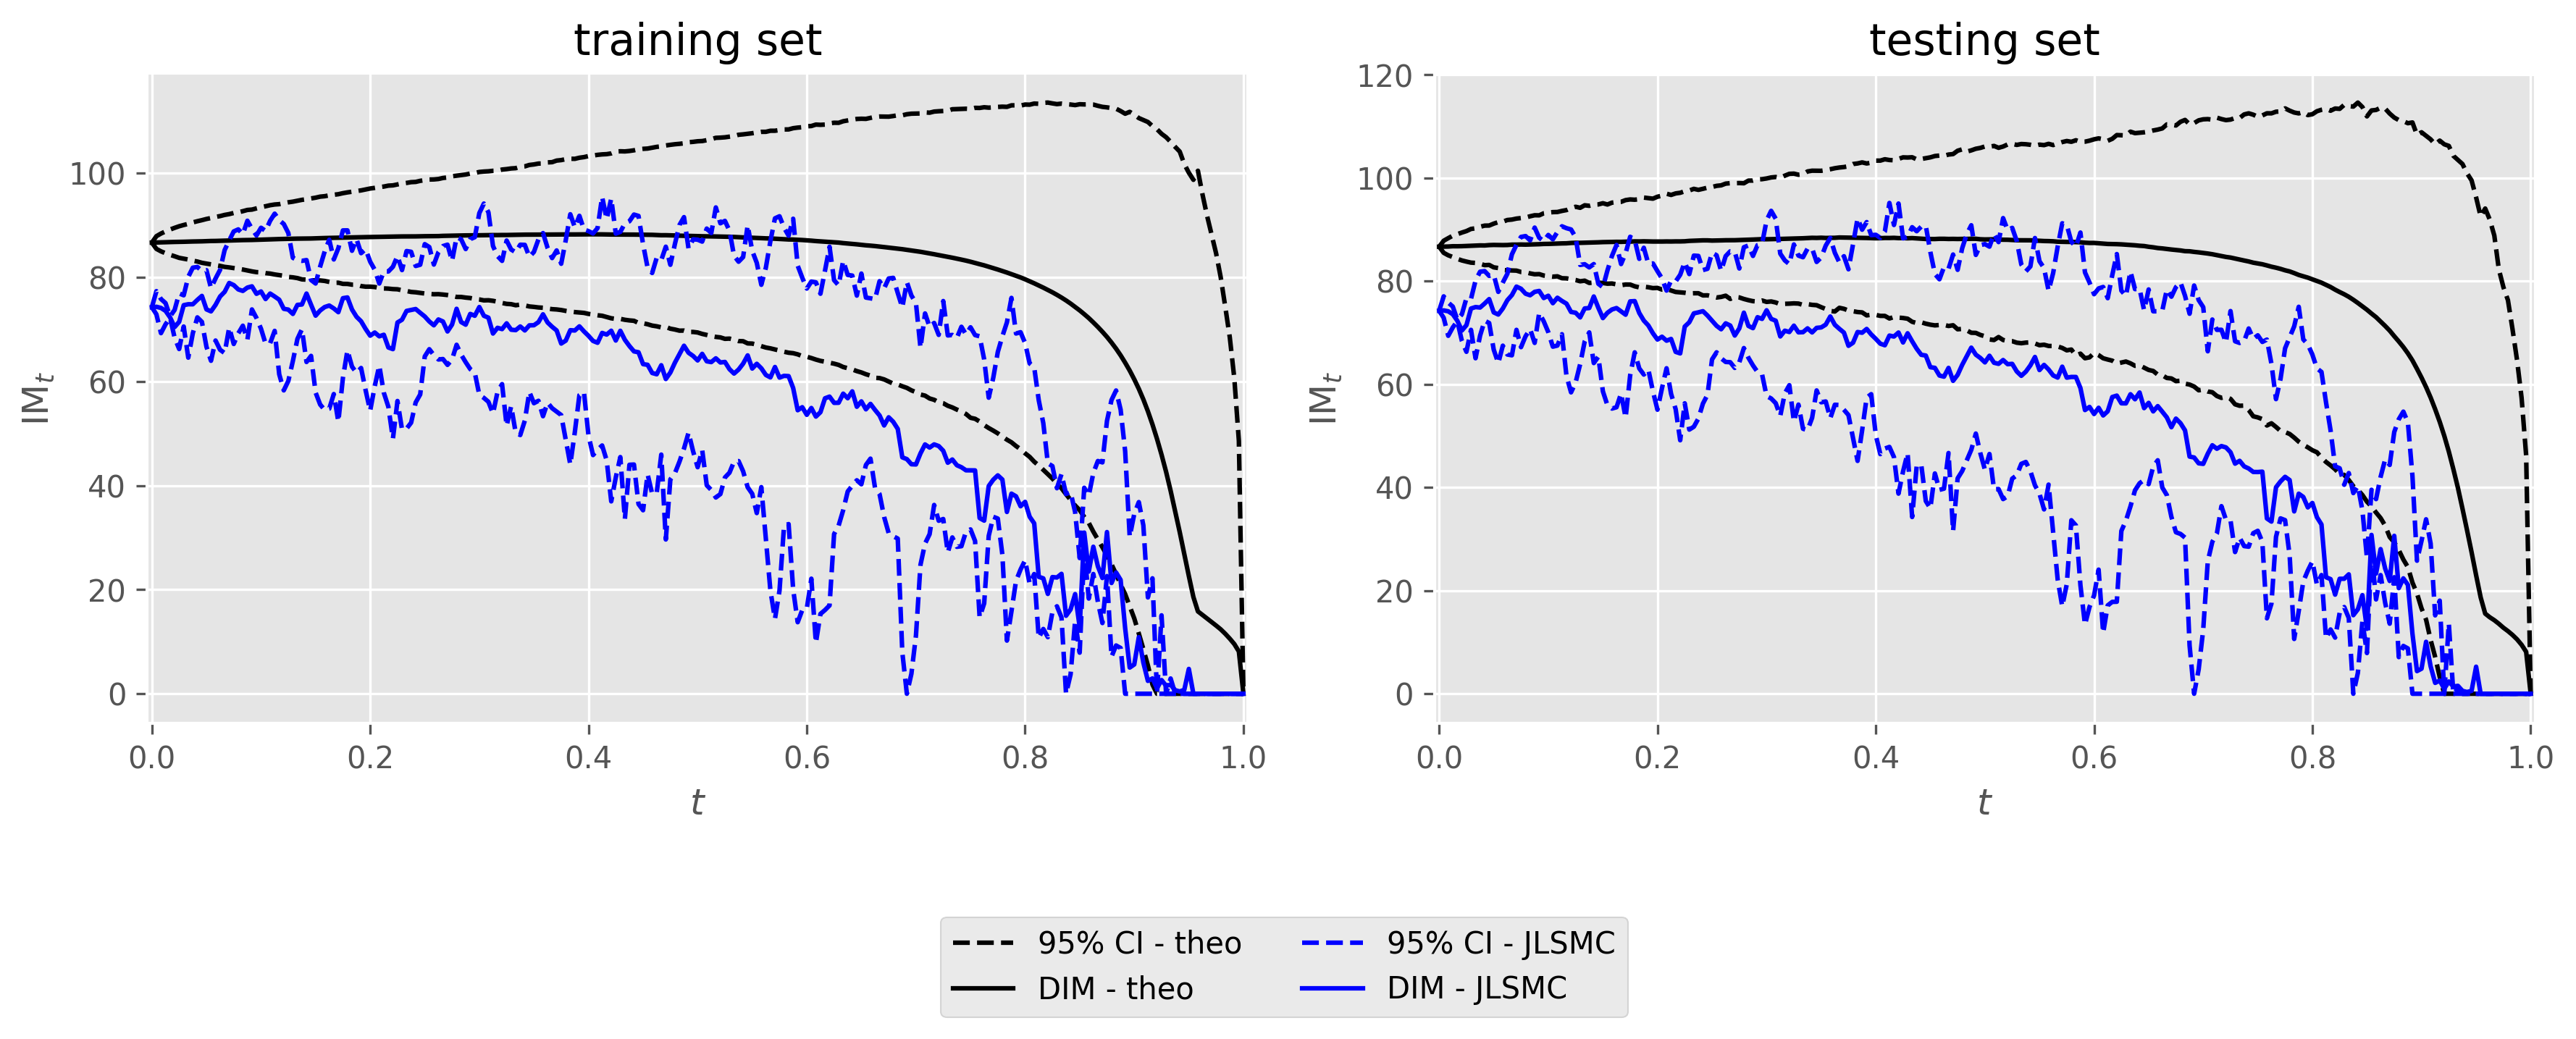 training set
testing set
IM_t
100
80
60
40
20
0
0.0 0.2 0.4 0.6 0.8 1.0
t
IM_t
120
100
80
60
40
20
0
0.0 0.2 0.4 0.6 0.8 1.0
t
95% CI - theo
DIM - theo
95% CI - JLSMC
DIM - JLSMC